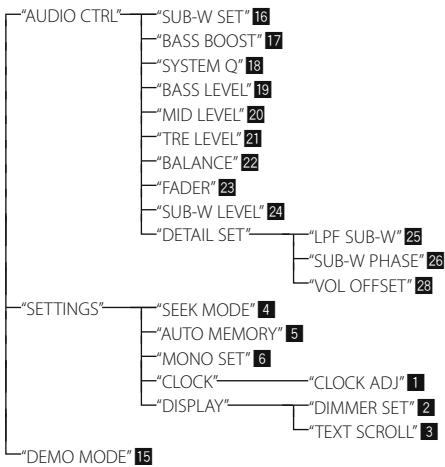 “AUDIO CTRL” “SUB-W SET” 16
“BASS BOOST” 17
“SYSTEM Q” 18
“BASS LEVEL” 19
“MID LEVEL” 20
“TRE LEVEL” 21
“BALANCE” 22
“FADER” 23
“SUB-W LEVEL” 24
“DETAIL SET” “LPF SUB-W” 25
“SUB-W PHASE” 26
“VOL OFFSET” 28
“SETTINGS” “SEEK MODE” 4
“AUTO MEMORY” 5
“MONO SET” 6
“CLOCK” “CLOCK ADJ” 1
“DISPLAY” “DIMMER SET” 2
“TEXT SCROLL” 3
“DEMO MODE” 15